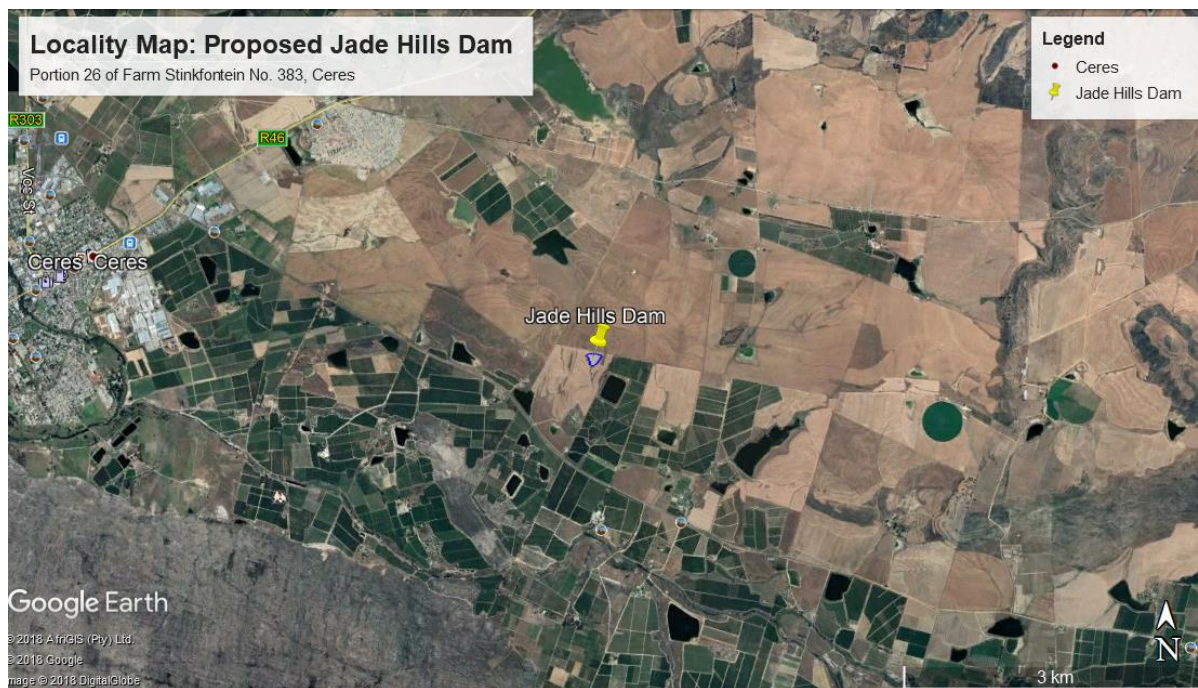 Locality Map: Proposed Jade Hills Dam
Portion 26 of Farm Stinkfontein No. 383, Ceres
Legend
Ceres
Jade Hills Dam
R303
R46
Vos St
Ceres
Ceres
Jade Hills Dam
Google Earth
© 2018 AfriGIS (Pty) Ltd.
© 2018 Google
mage © 2018 DigitalGlobe
N
3 km